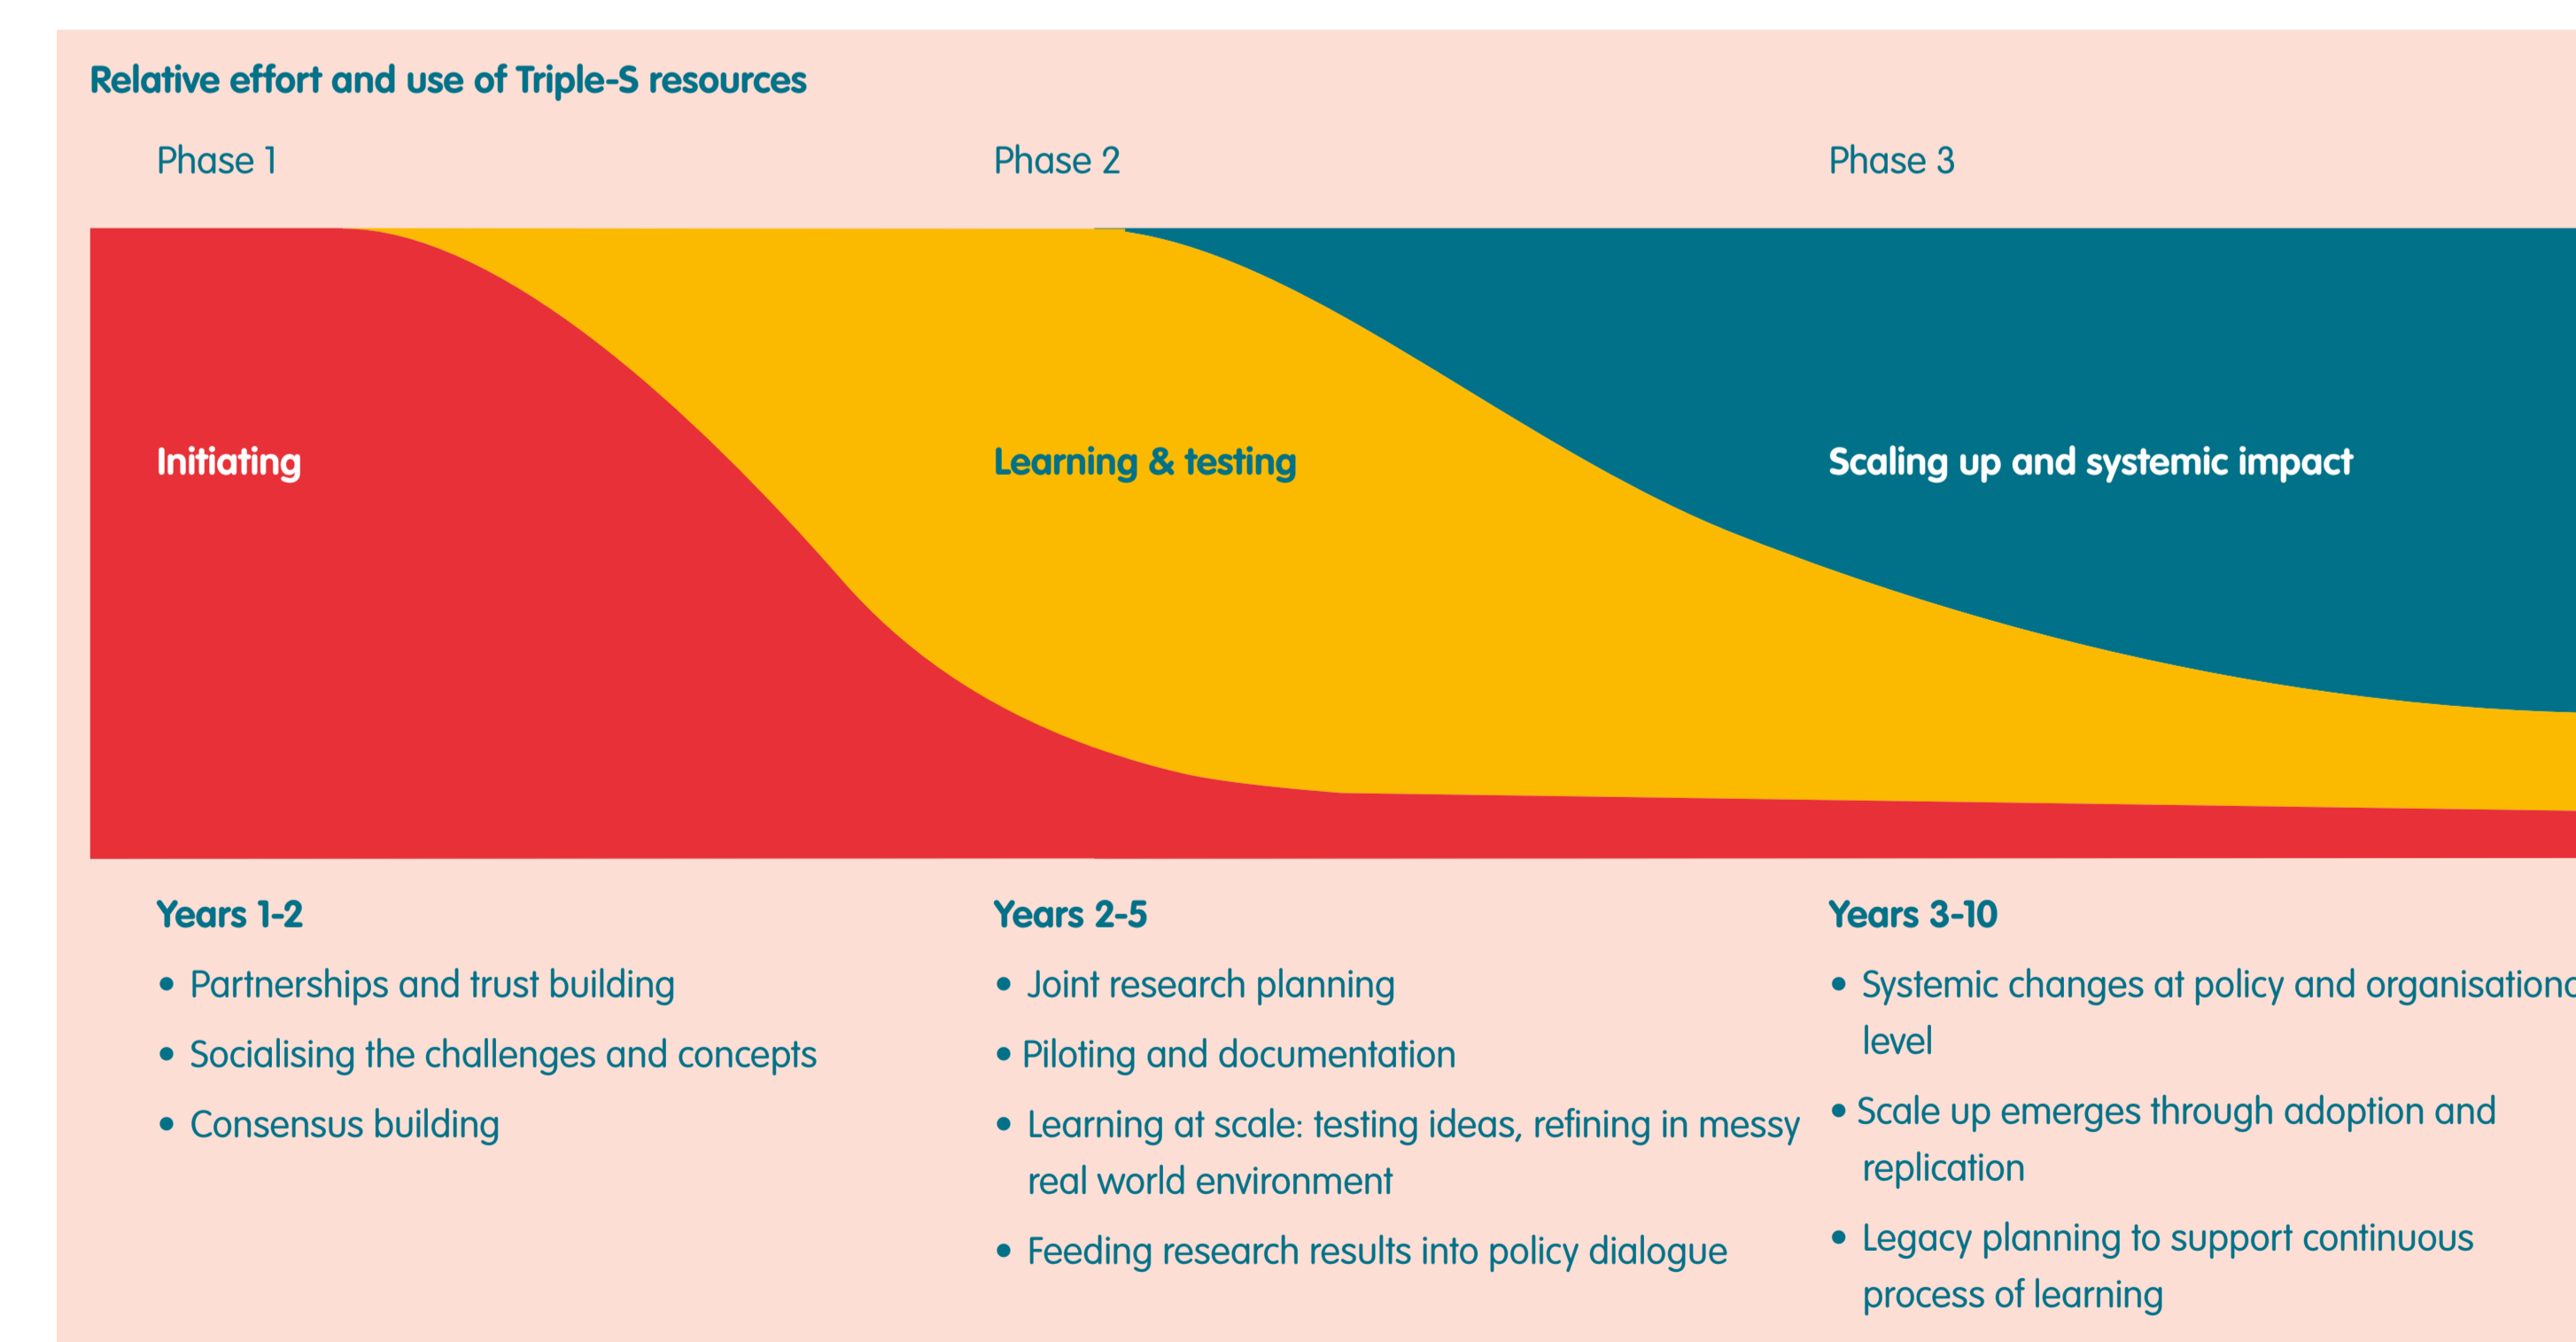 Relative effort and use of Triple-S resources
Phase 1
Phase 2
Phase 3
Initiating
Learning & testing
Scaling up and systemic impact
Years 1-2
• Partnerships and trust building
• Socialising the challenges and concepts
• Consensus building
Years 2-5
• Joint research planning
• Piloting and documentation
• Learning at scale: testing ideas, refining in messy
real world environment
• Feeding research results into policy dialogue
Years 3-10
• Systemic changes at policy and
level
• Scale up emerges through adoption and
replication
• Legacy planning to support continuous
process of learning